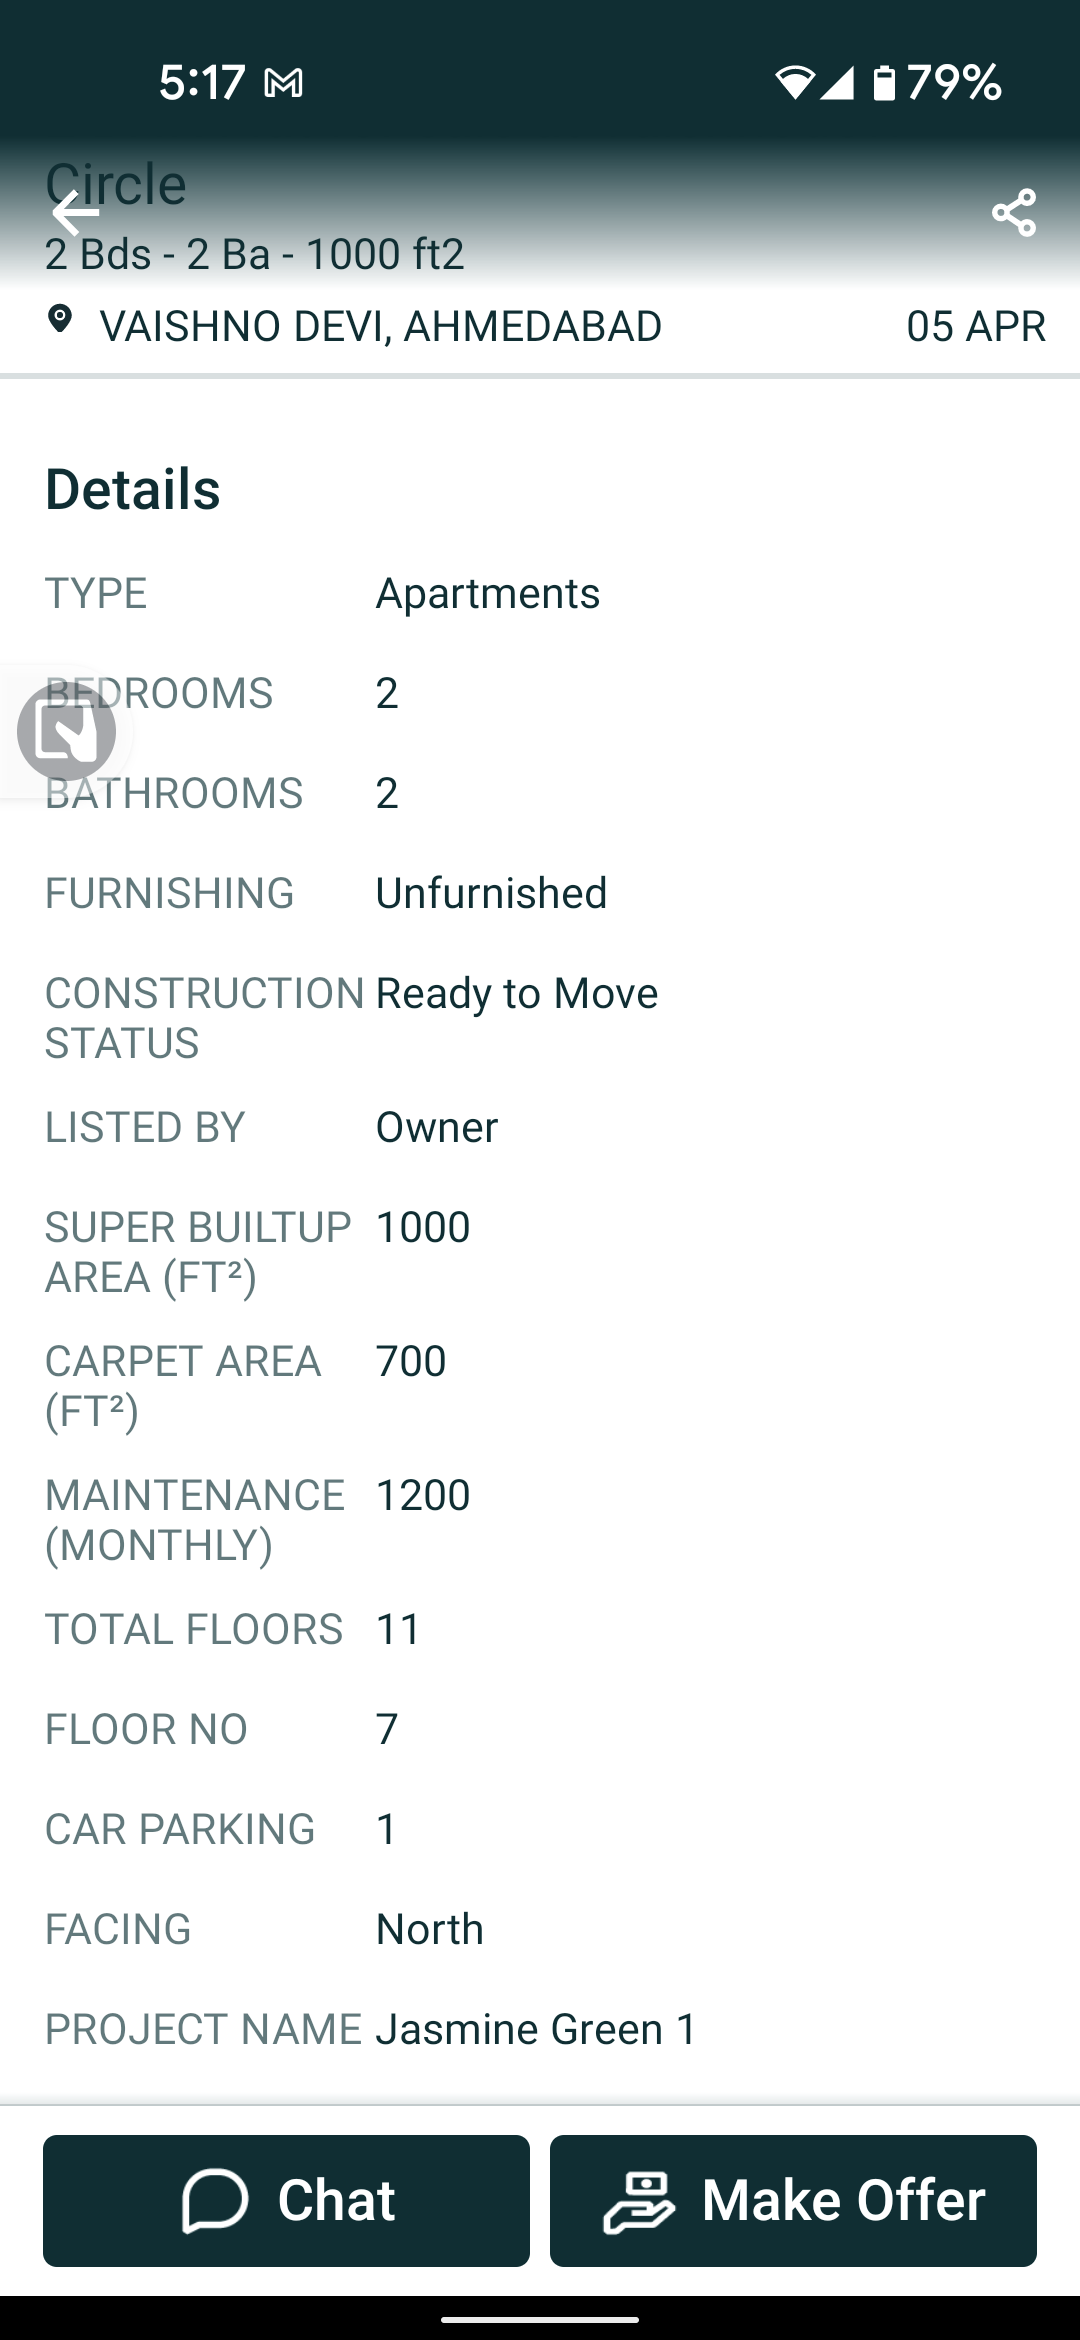 5:17 79%
Circle
2 Bds - 2 Ba - 1000 ft2
VAISHNO DEVI, AHMEDABAD 05 APR
Details
TYPE Apartments
BEDROOMS 2
BATHROOMS 2
FURNISHING Unfurnished
CONSTRUCTION Ready to Move
STATUS
LISTED BY Owner
SUPER BUILTUP 1000
AREA (FT²)
CARPET AREA 700
(FT²)
MAINTENANCE 1200
(MONTHLY)
TOTAL FLOORS 11
FLOOR NO 7
CAR PARKING 1
FACING North
PROJECT NAME Jasmine Green 1
Chat Make Offer